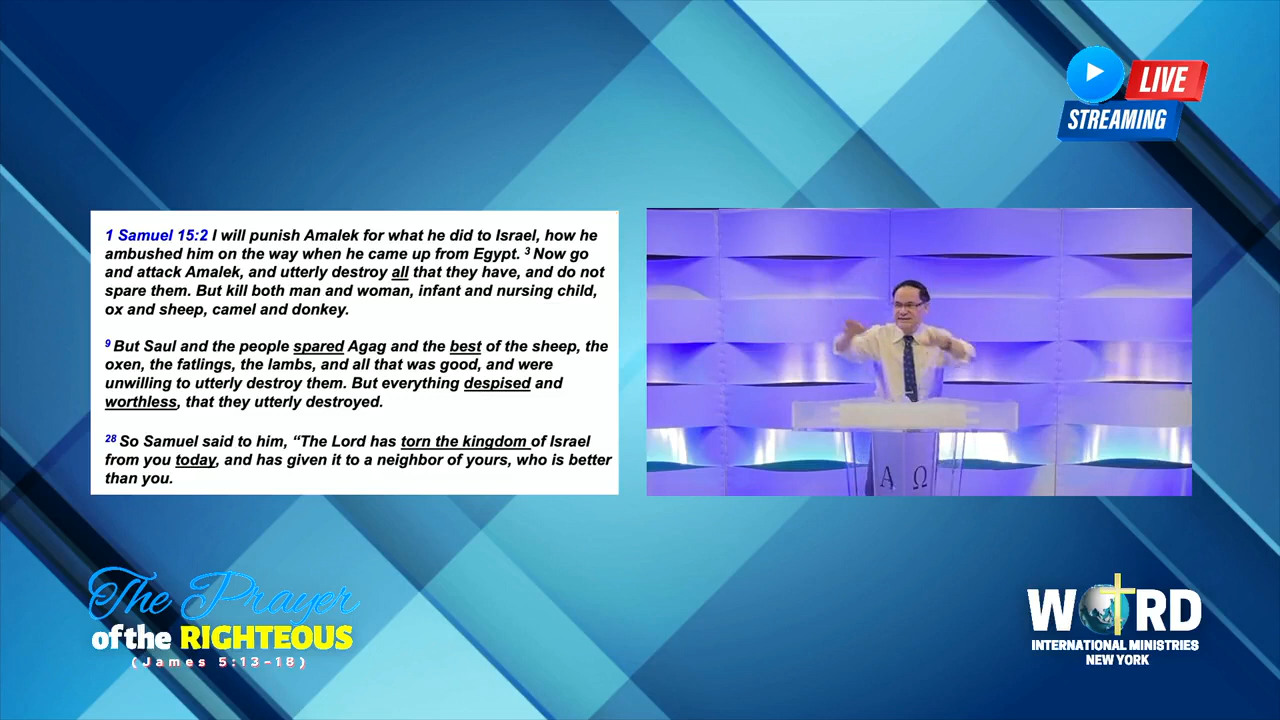 LIVE
STREAMING
1 Samuel 15:2 I will punish Amalek for what he did to Israel, how he
ambushed him on the way when he came up from Egypt. 3 Now go
and attack Amalek, and utterly destroy all that they have, and do not
spare them. But kill both man and woman, infant and nursing child,
ox and sheep, camel and donkey.
9 But Saul and the people spared Agag and the best of the sheep, the
oxen, the fatlings, the lambs, and all that was good, and were
unwilling to utterly destroy them. But everything despised and
worthless, that they utterly destroyed.
28 So Samuel said to him, “The Lord has torn the kingdom of Israel
from you today, and has given it to a neighbor of yours, who is better
than you.
Α Ω
The Prayer
of the RIGHTEOUS
(James 5:13-18)
WORD
INTERNATIONAL MINISTRIES
NEW YORK